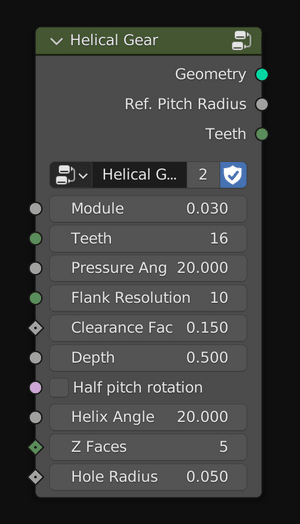 Helical Gear
Geometry
Ref. Pitch Radius
Teeth
Helical G... 2
Module 0.030
Teeth 16
Pressure Ang 20.000
Flank Resolution 10
Clearance Fac 0.150
Depth 0.500
Half pitch rotation
Helix Angle 20.000
Z Faces 5
Hole Radius 0.050